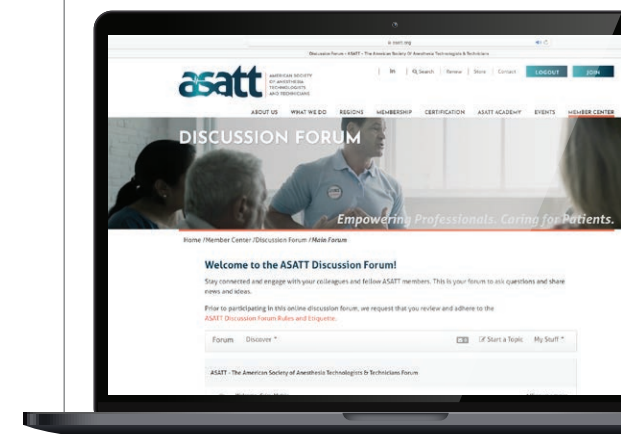 asatt.org
Discussion Forum - ASATT - The American Society Of Anesthesia Technologists & Technicians
Search | Renew | Store | Contact LOGOUT JOIN
asatt
AMERICAN SOCIETY
OF ANESTHESIA
TECHNOLOGISTS
AND TECHNICIANS
ABOUT US WHAT WE DO REGIONS MEMBERSHIP CERTIFICATION ASATT ACADEMY EVENTS MEMBER CENTER
DISCUSSION FORUM
Empowering Professionals. Caring for Patients.
Home /Member Center /Discussion Forum /Main Forum
Welcome to the ASATT Discussion Forum!
Stay connected and engage with your colleagues and fellow ASATT members. This is your forum to ask questions and share
news and ideas.
Prior to participating in this online discussion forum, we request that you review and adhere to the
ASATT Discussion Forum Rules and Etiquette.
Forum Discover Start a Topic My Stuff
ASATT - The American Society of Anesthesia Technologists & Technicians Forum